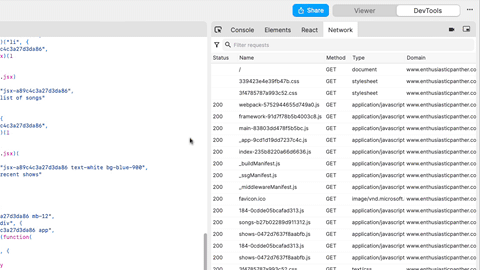 Share
Viewer
DevTools
Console
Elements
React
Network
Filter requests
Status Name Method Type Domain
/ GET document www.enthusiasticpanther.co
339423e4e39fb47b.css GET stylesheet www.enthusiasticpanther.co
3f4785787a993c52.css GET stylesheet www.enthusiasticpanther.co
200 webpack-5752944655d749a0.js GET application/javascript www.enthusiasticpanther.co
200 framework-91d7f78b5b4003c8.js GET application/javascript www.enthusiasticpanther.co
200 main-83803dd478f5b5bc.js GET application/javascript www.enthusiasticpanther.co
200 _app-9cd1d19dd7237c4c.js GET application/javascript www.enthusiasticpanther.co
200 index-235b8220a66d6636.js GET application/javascript www.enthusiasticpanther.co
200 _buildManifest.js GET application/javascript www.enthusiasticpanther.co
200 _ssgManifest.js GET application/javascript www.enthusiasticpanther.co
200 _middlewareManifest.js GET application/javascript www.enthusiasticpanther.co
200 favicon.ico GET image/vnd.microsoft. www.enthusiasticpanther.co
200 184-0cdde05bcafad313.js GET application/javascript www.enthusiasticpanther.co
200 songs-b27b02289d911312.js GET application/javascript www.enthusiasticpanther.co
200 shows-0472d7637f8aabfb.js GET application/javascript www.enthusiasticpanther.co
200 184-0cdde05bcafad313.js GET application/javascript www.enthusiasticpanther.co
200 shows-0472d7637f8aabfb.js GET application/javascript www.enthusiasticpanther.co
200 3f4785787a993c52.css GET text/css www.enthusiasticpanther.co
)("li", {
c4c3a27d3da86",
x)(l
.jsx)
"jsx-a89c4c3a27d3da86",
list of songs"
{
c4c3a27d3da86",
)(l
.jsx)(
"jsx-a89c4c3a27d3da86 text-white bg-blue-900",
recent shows"
a27d3da86 mb-12",
div", {
c3a27d3da86 app",
(function(
, {